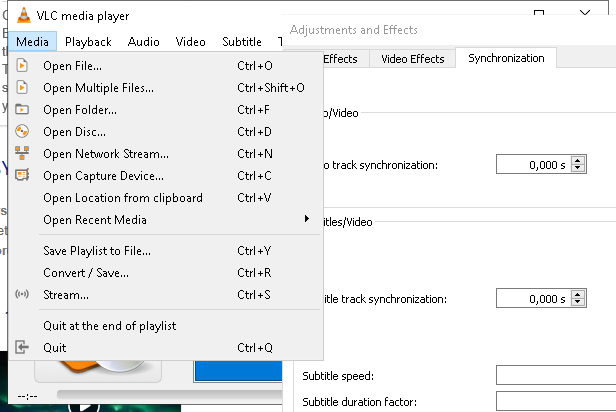 VLC media player
Media Playback Audio Video Subtitle
Open File... Ctrl+O
Open Multiple Files... Ctrl+Shift+O
Open Folder... Ctrl+F
Open Disc... Ctrl+D
Open Network Stream... Ctrl+N
Open Capture Device... Ctrl+C
Open Location from clipboard Ctrl+V
Open Recent Media
Save Playlist to File... Ctrl+Y
Convert / Save... Ctrl+R
Stream... Ctrl+S
Quit at the end of playlist
Quit Ctrl+Q
--:--
Adjustments and Effects
Effects Video Effects Synchronization
o/Video
o track synchronization: 0,000 s
titles/Video
title track synchronization: 0,000 s
Subtitle speed:
Subtitle duration factor: